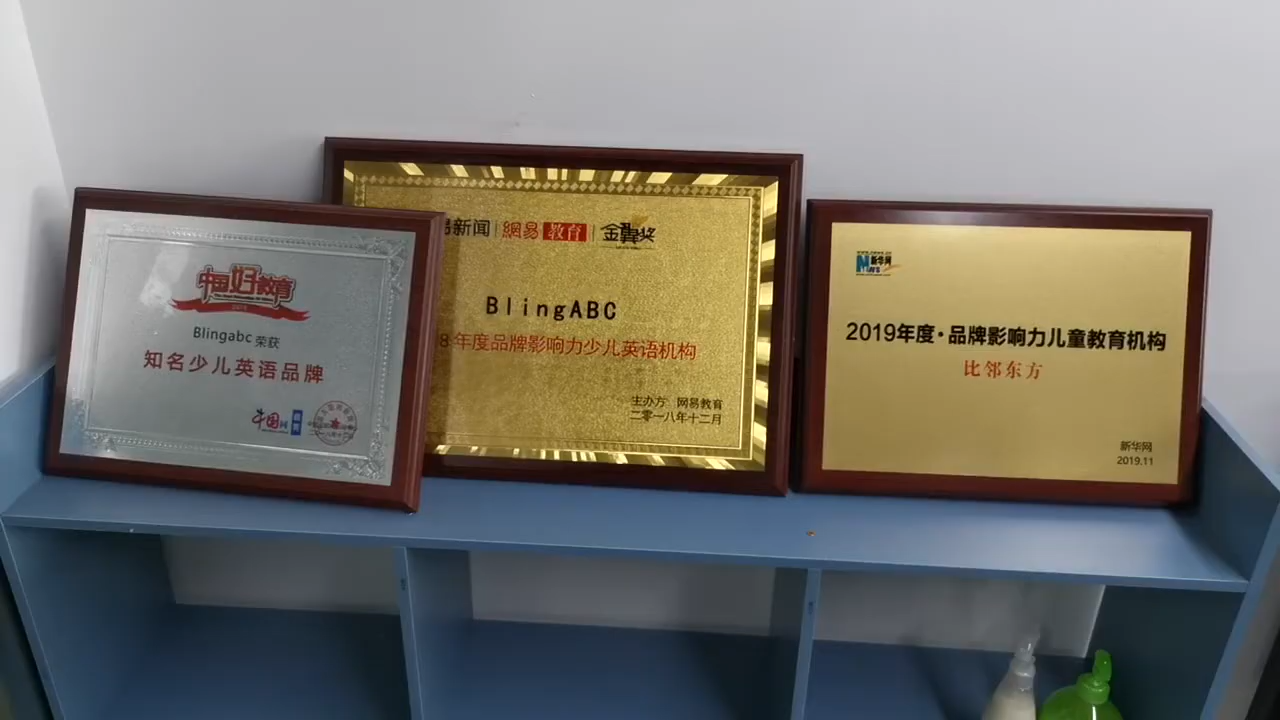 中国好教育
Blingabc 荣获
知名少儿英语品牌
中国网
易新闻 | 網易 教育 | 金翼奖
BlingABC
8年度品牌影响力少儿英语机构
主办方 网易教育
二零一八年十二月
新华网
NEWS
2019年度·品牌影响力儿童教育机构
比邻东方
新华网
2019.11